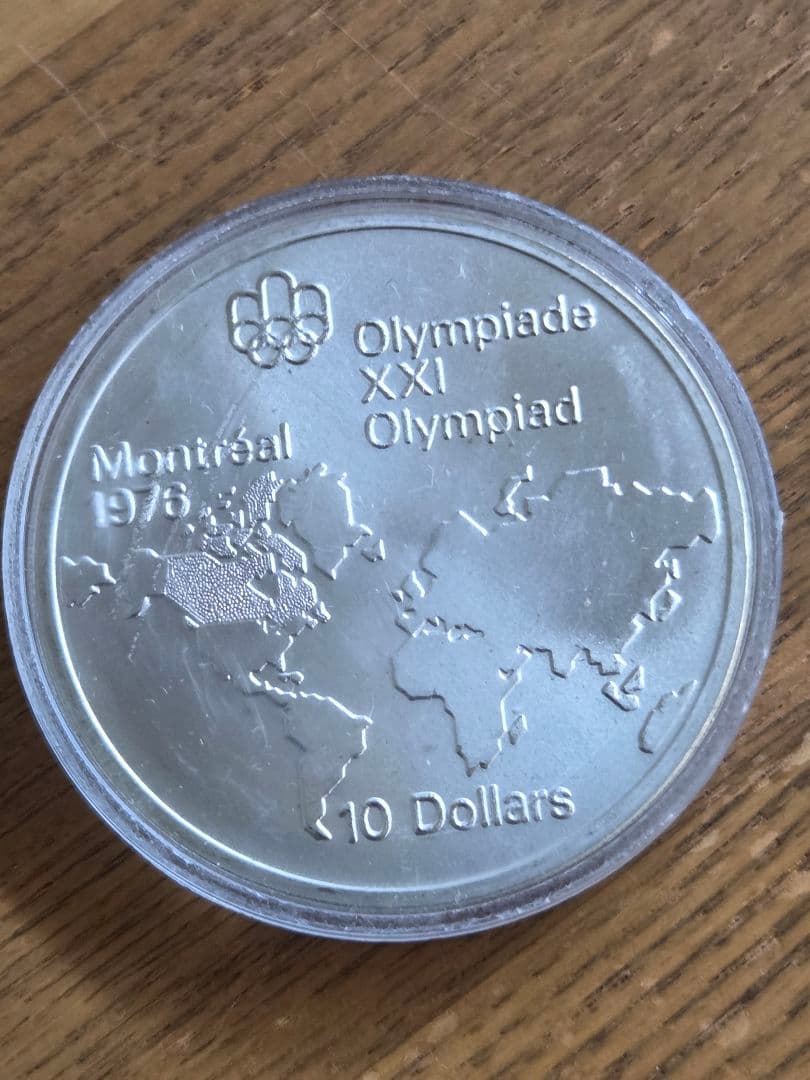 Olympiade
XXI
Olympiad
Montréal
1976
10 Dollars